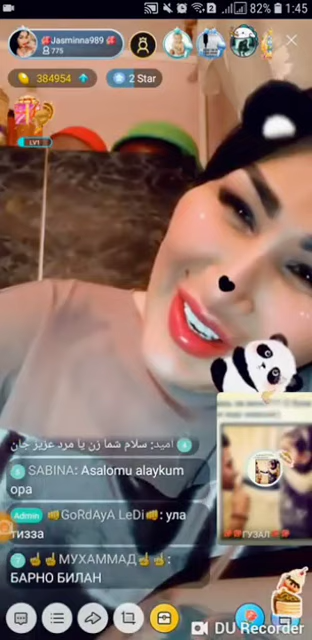 82% 1:45
Jasminna989
775
384954
2 Star
LV1
امید: سلام شما زن یا مرد عزیز جان
SABINA: Asalomu alaykum
opa
Admin GoRdAyA LeDi: ула
тизза
МУХАММАД:
БАРНО БИЛАН
ГУЗАЛ
DU Recorder